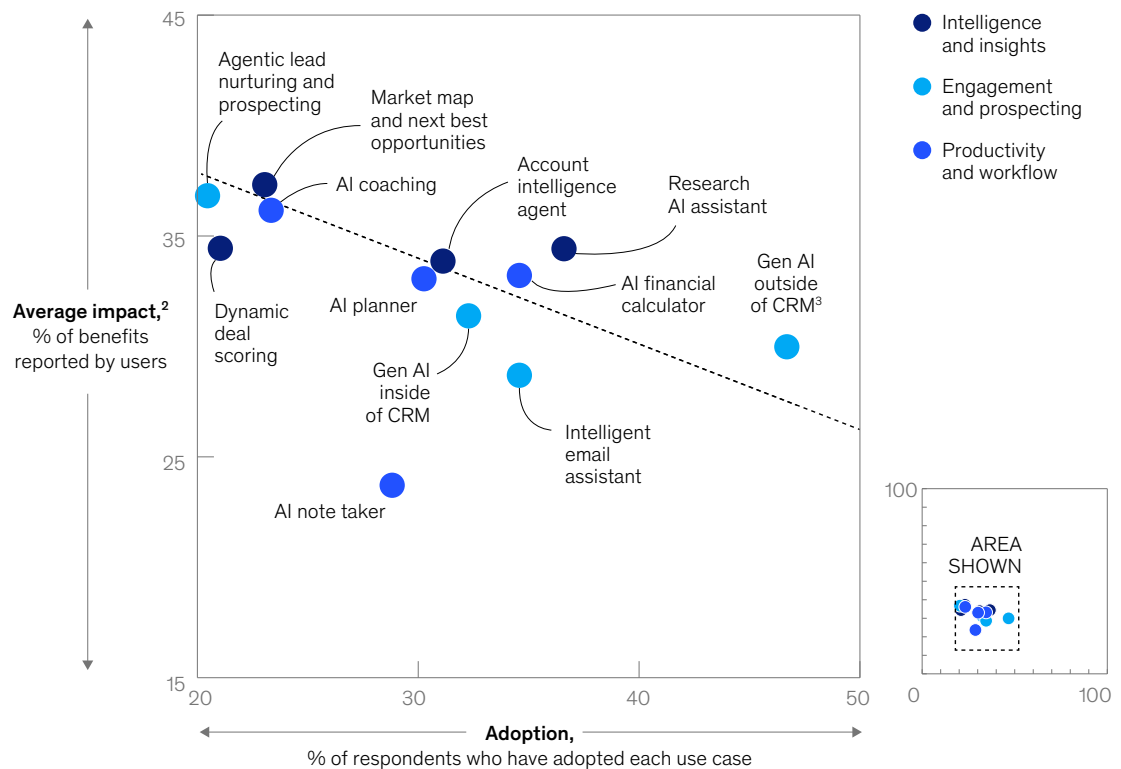 45
Agentic lead
nurturing and
prospecting
Market map
and next best
opportunities
AI coaching
Account
intelligence
agent
Research
AI assistant
35
Gen AI
outside
of CRM³
AI financial
calculator
AI planner
Dynamic
deal
scoring
Gen AI
inside
of CRM
Intelligent
email
assistant
25
AI note taker
15
20
30
40
50
Average impact,²
% of benefits
reported by users
Adoption,
% of respondents who have adopted each use case
Intelligence
and insights
Engagement
and prospecting
Productivity
and workflow
100
AREA
SHOWN
0
100